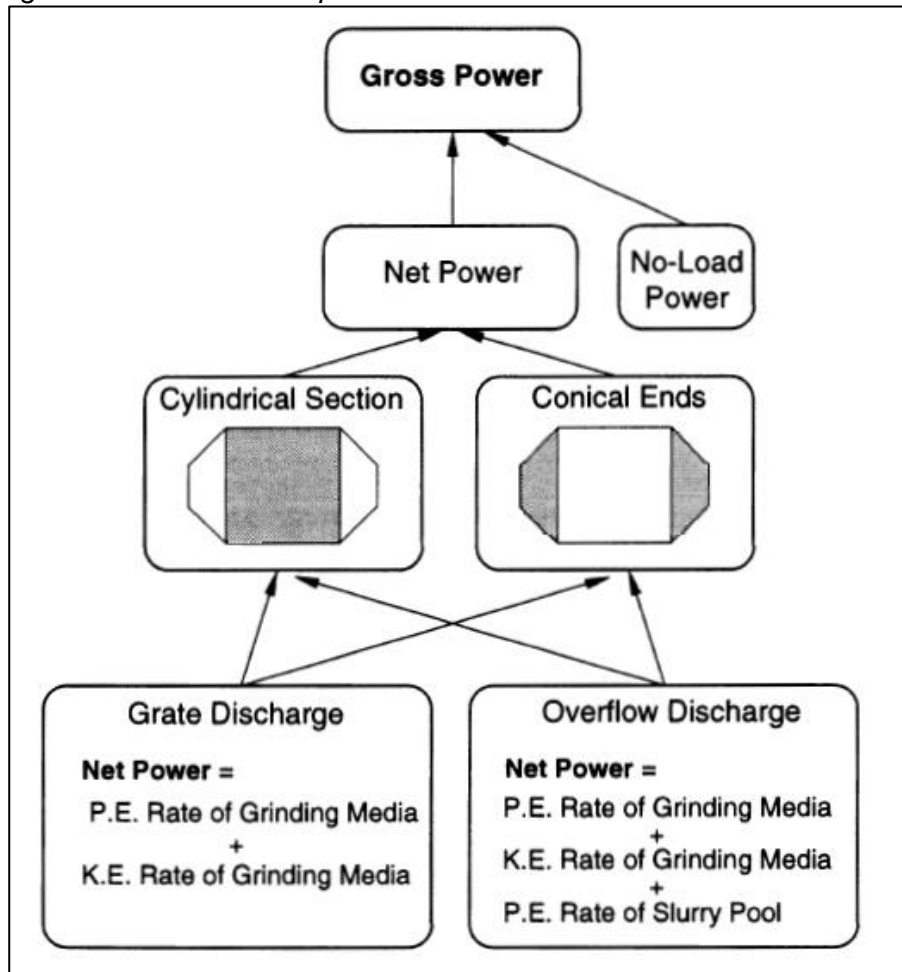 Gross Power
Net Power
No-Load
Power
Cylindrical Section
Conical Ends
Grate Discharge
Net Power =
P.E. Rate of Grinding Media
+
K.E. Rate of Grinding Media
Overflow Discharge
Net Power =
P.E. Rate of Grinding Media
+
K.E. Rate of Grinding Media
+
P.E. Rate of Slurry Pool